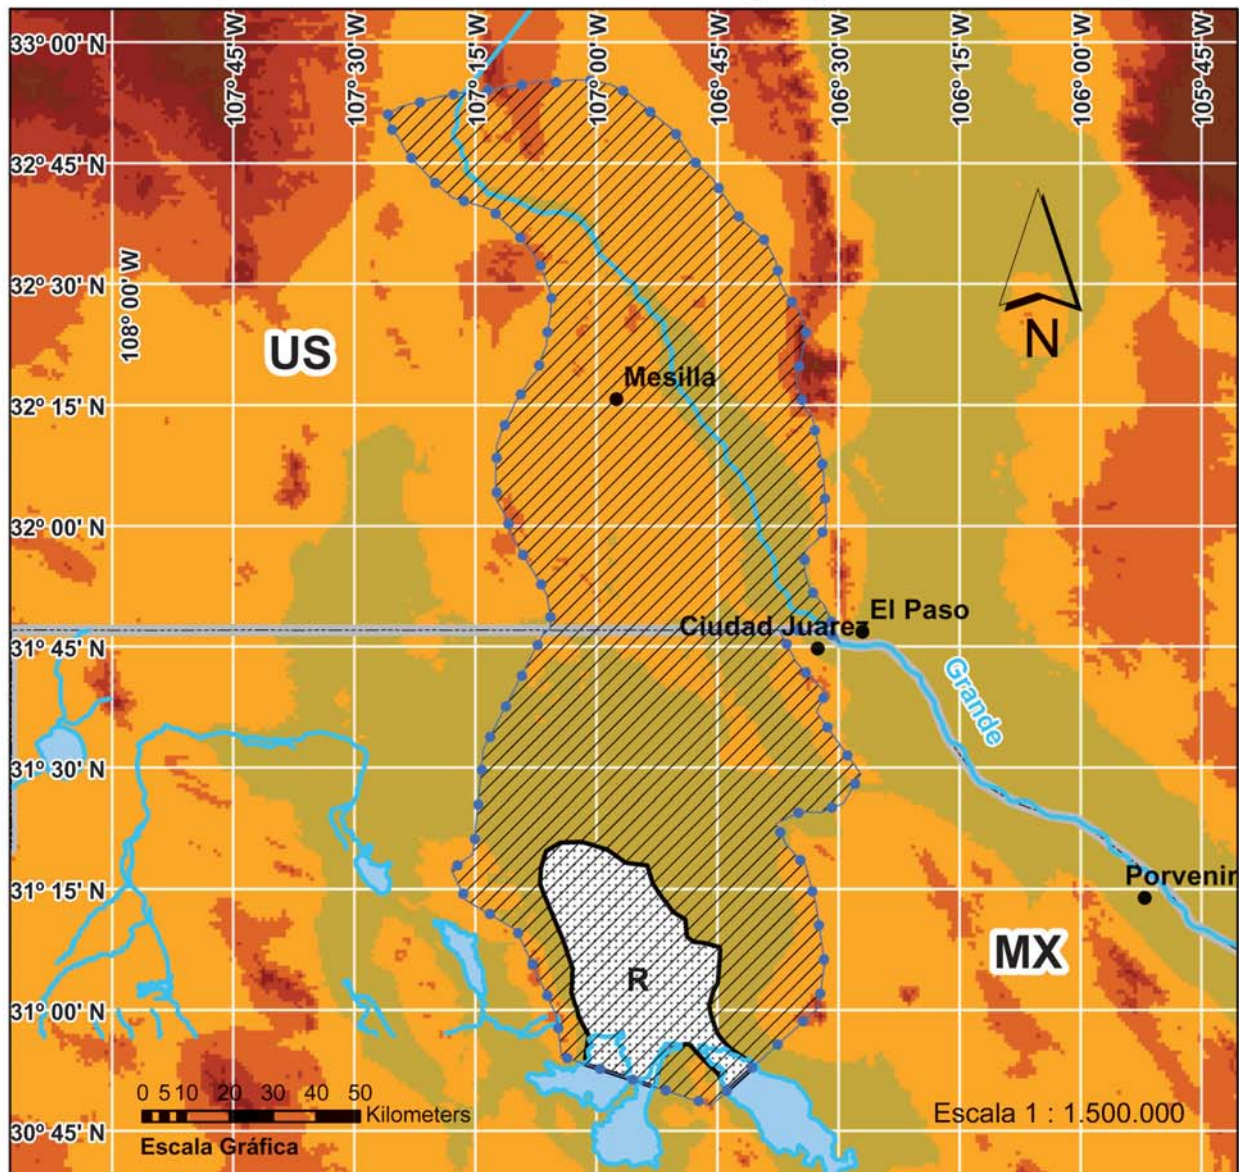 33° 00' N
107° 45' W
107° 30' W
107° 15' W
107° 00' W
106° 45' W
106° 30' W
106° 15' W
106° 00' W
105° 45' W
32° 45' N
32° 30' N
108° 00' W
N
US
Mesilla
32° 15' N
32° 00' N
El Paso
Ciudad Juárez
31° 45' N
Grande
31° 30' N
31° 15' N
Porvenir
MX
R
31° 00' N
0 5 10 20 30 40 50
Kilometers
Escala 1 : 1.500.000
30° 45' N
Escala Gráfica